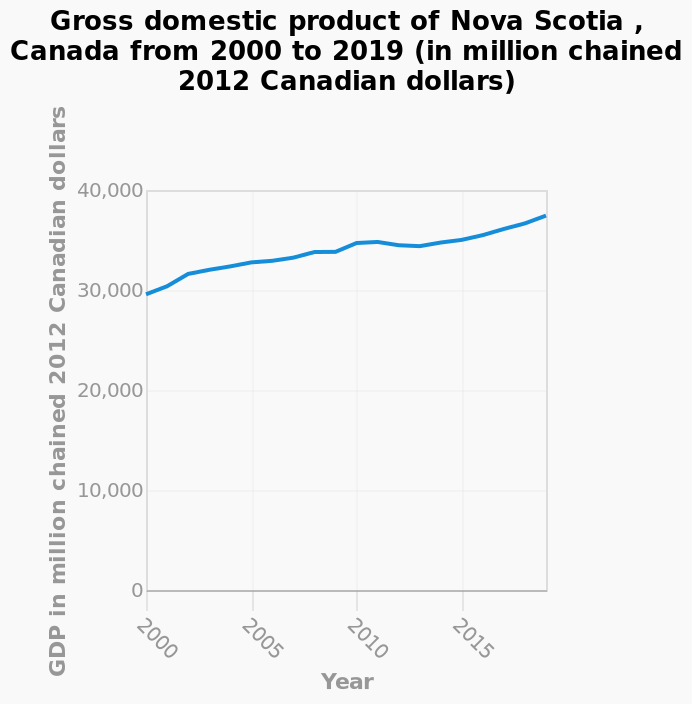 Gross domestic product of Nova Scotia ,
Canada from 2000 to 2019 (in million chained
2012 Canadian dollars)
GDP in million chained 2012 Canadian dollars
40,000
30,000
20,000
10,000
0
2000
2005
2010
2015
Year